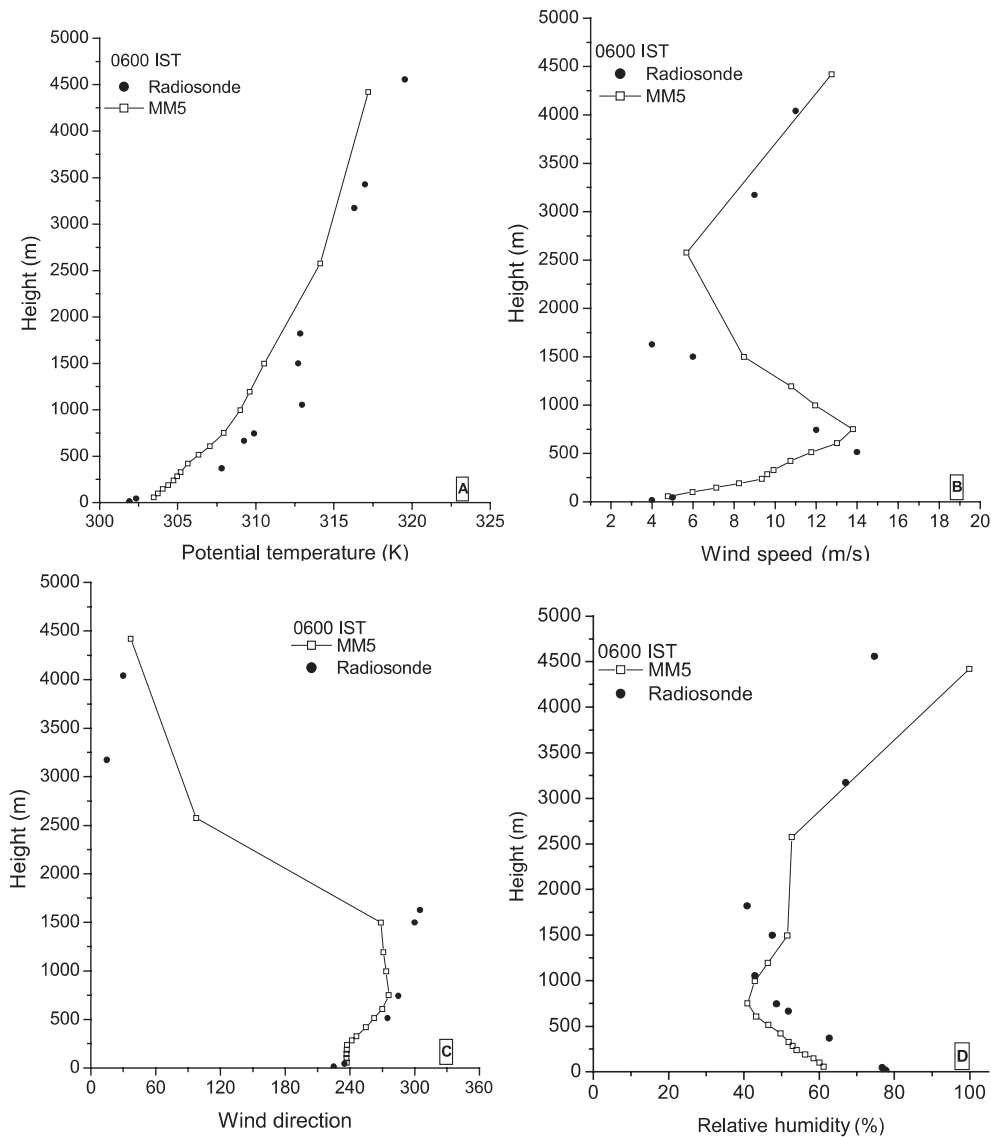 0600 IST
Radiosonde
MM5
5000
4500
4000
3500
3000
2500
2000
1500
1000
500
0
Height (m)
300 305 310 315 320 325
Potential temperature (K)
A
0600 IST
Radiosonde
MM5
5000
4500
4000
3500
3000
2500
2000
1500
1000
500
0
Height (m)
2 4 6 8 10 12 14 16 18 20
Wind speed (m/s)
B
0600 IST
MM5
Radiosonde
5000
4500
4000
3500
3000
2500
2000
1500
1000
500
0
Height (m)
0 60 120 180 240 300 360
Wind direction
C
0600 IST
MM5
Radiosonde
5000
4500
4000
3500
3000
2500
2000
1500
1000
500
0
Height (m)
0 20 40 60 80 100
Relative humidity (%)
D